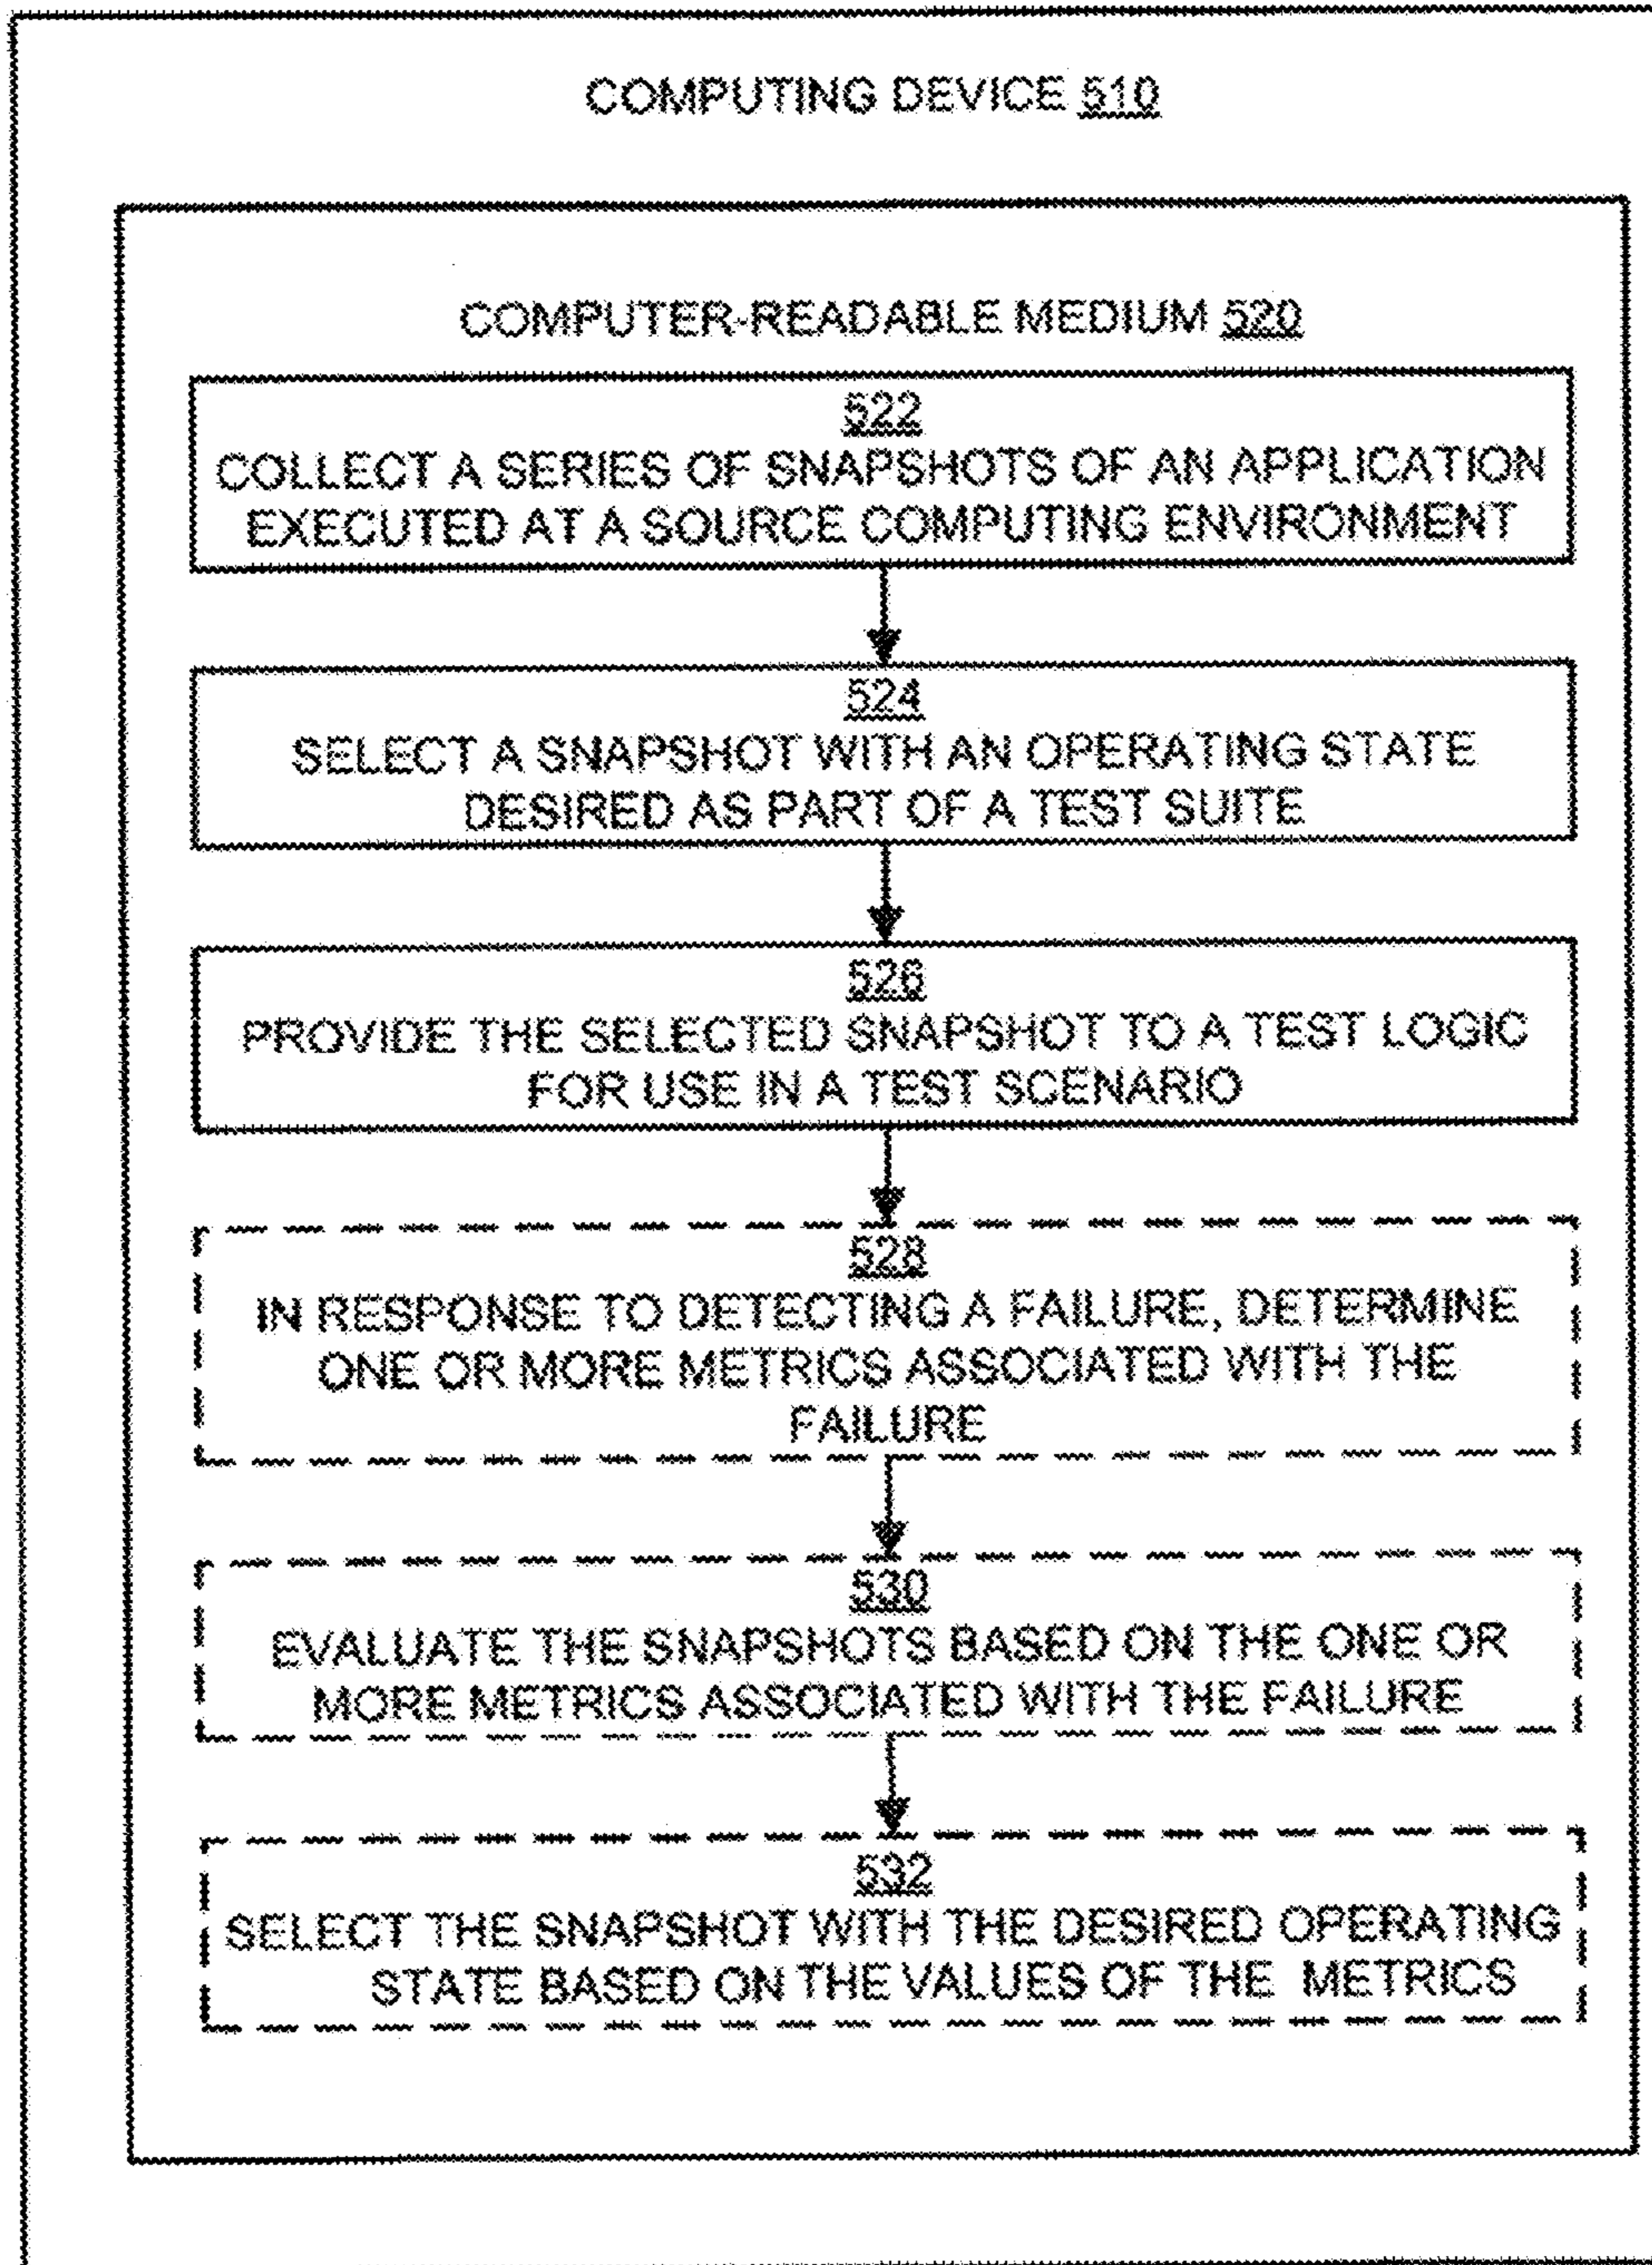 COMPUTING DEVICE 510
COMPUTER-READABLE MEDIUM 520
522
COLLECT A SERIES OF SNAPSHOTS OF AN APPLICATION
EXECUTED AT A SOURCE COMPUTING ENVIRONMENT
524
SELECT A SNAPSHOT WITH AN OPERATING STATE
DESIRED AS PART OF A TEST SUITE
526
PROVIDE THE SELECTED SNAPSHOT TO A TEST LOGIC
FOR USE IN A TEST SCENARIO
528
IN RESPONSE TO DETECTING A FAILURE, DETERMINE
ONE OR MORE METRICS ASSOCIATED WITH THE
FAILURE
530
EVALUATE THE SNAPSHOTS BASED ON THE ONE OR
MORE METRICS ASSOCIATED WITH THE FAILURE
532
SELECT THE SNAPSHOT WITH THE DESIRED OPERATING
STATE BASED ON THE VALUES OF THE METRICS